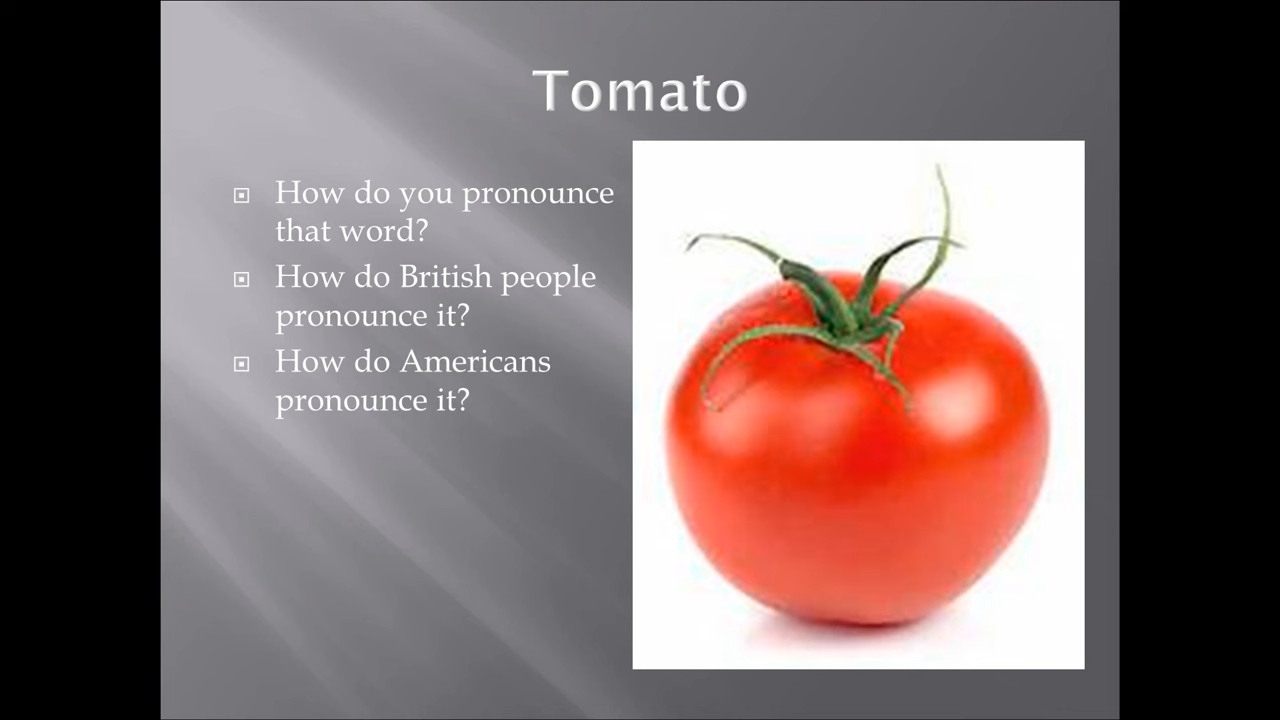 Tomato
How do you pronounce
that word?
How do British people
pronounce it?
How do Americans
pronounce it?